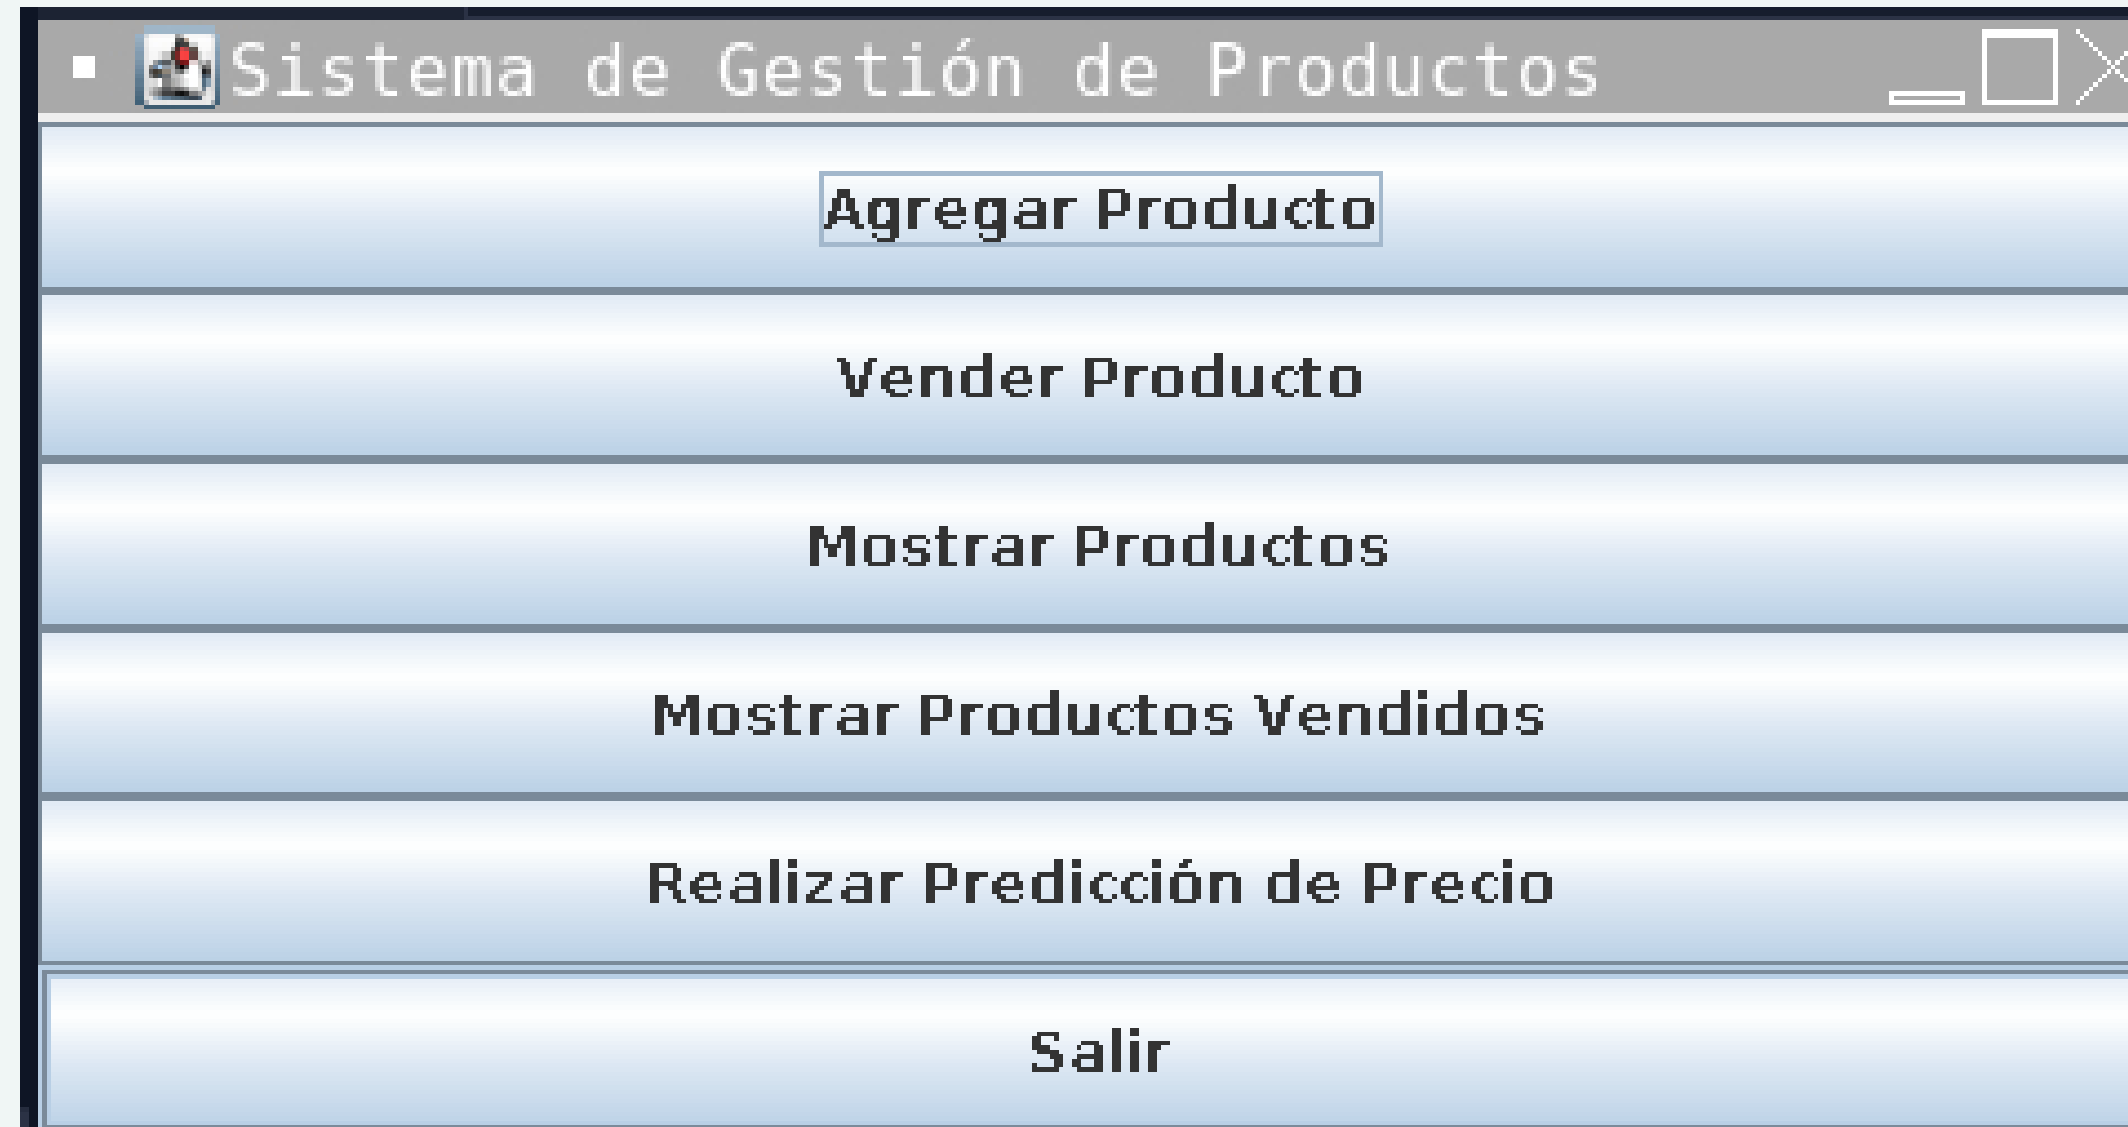 Sistema de Gestión de Productos
Agregar Producto
Vender Producto
Mostrar Productos
Mostrar Productos Vendidos
Realizar Predicción de Precio
Salir